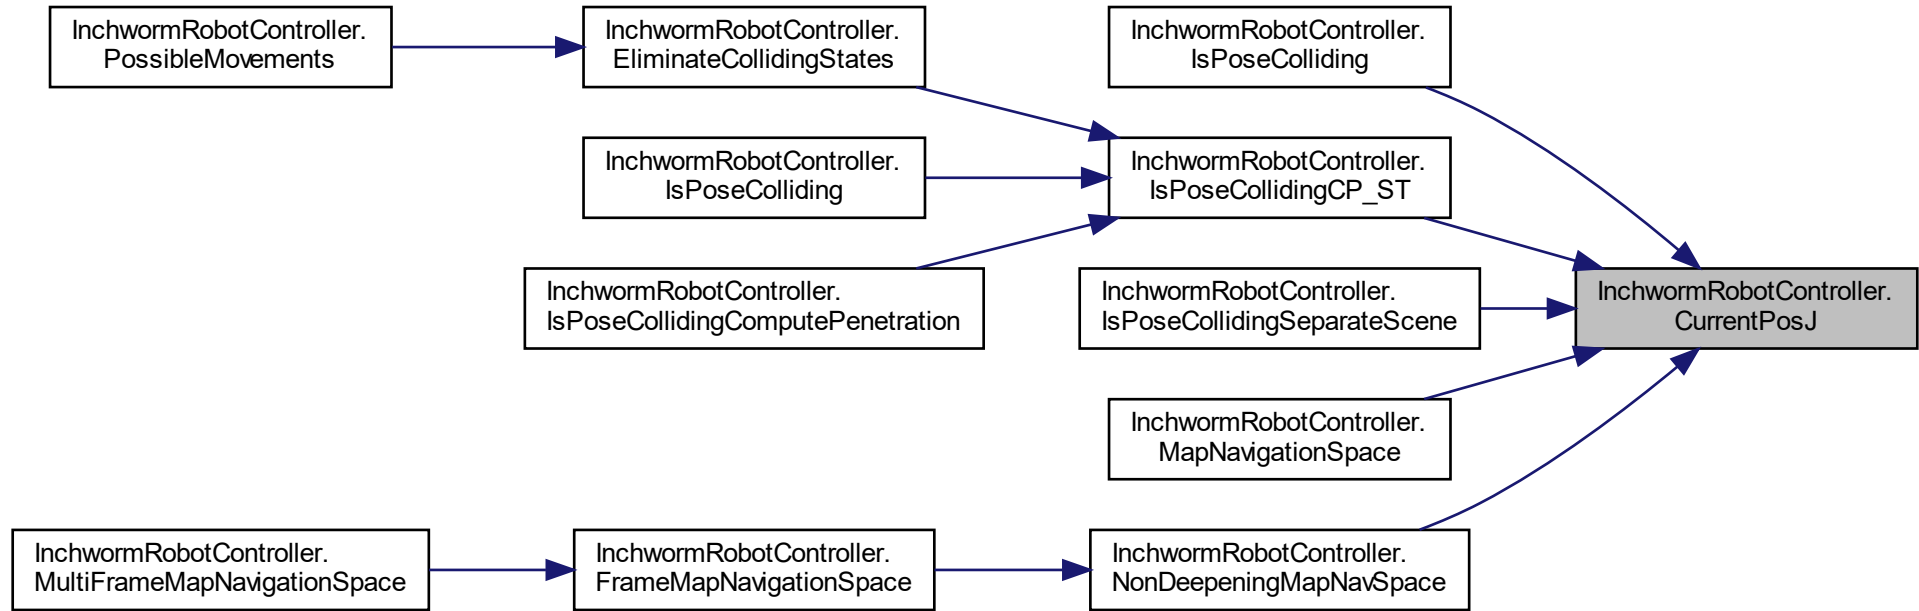 InchwormRobotController.
PossibleMovements
InchwormRobotController.
EliminateCollidingStates
InchwormRobotController.
IsPoseColliding
InchwormRobotController.
IsPoseColliding
InchwormRobotController.
IsPoseCollidingCP_ST
InchwormRobotController.
IsPoseCollidingComputePenetration
InchwormRobotController.
IsPoseCollidingSeparateScene
InchwormRobotController.
CurrentPosJ
InchwormRobotController.
MapNavigationSpace
InchwormRobotController.
MultiFrameMapNavigationSpace
InchwormRobotController.
FrameMapNavigationSpace
InchwormRobotController.
NonDeepeningMapNavSpace